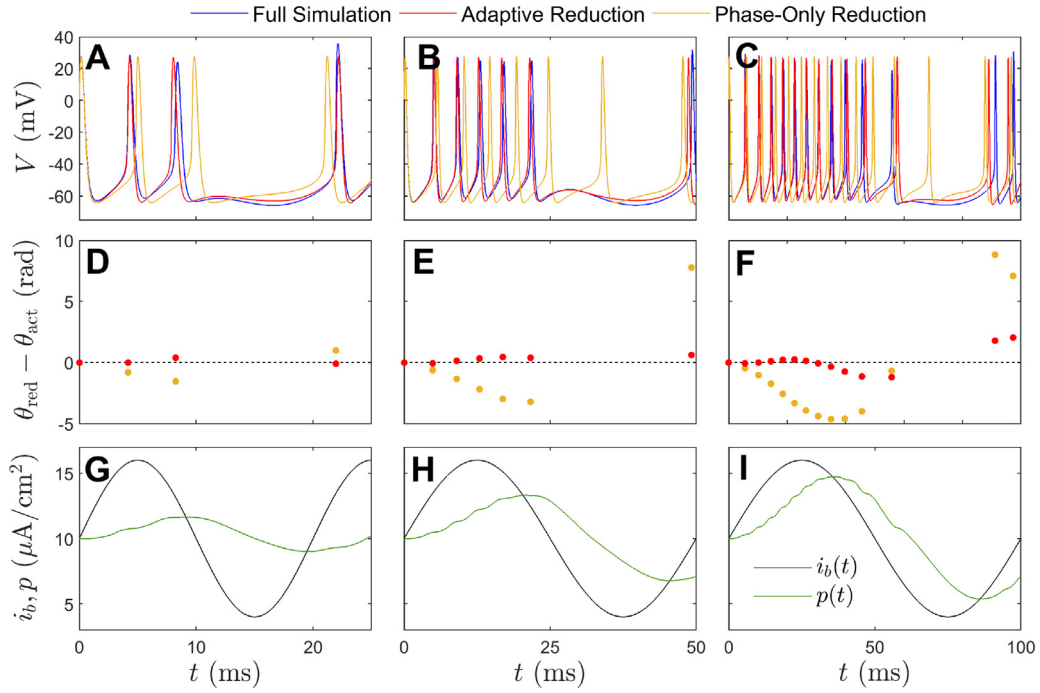 Full Simulation Adaptive Reduction Phase-Only Reduction
A B C
40
20
0
-20
-40
-60
V (mV)
D E F
10
5
0
-5
θred − θact (rad)
G H I
15
10
5
ib, p (μA/cm²)
ib(t)
p(t)
0 10 20 0 25 50 0 50 100
t (ms) t (ms) t (ms)